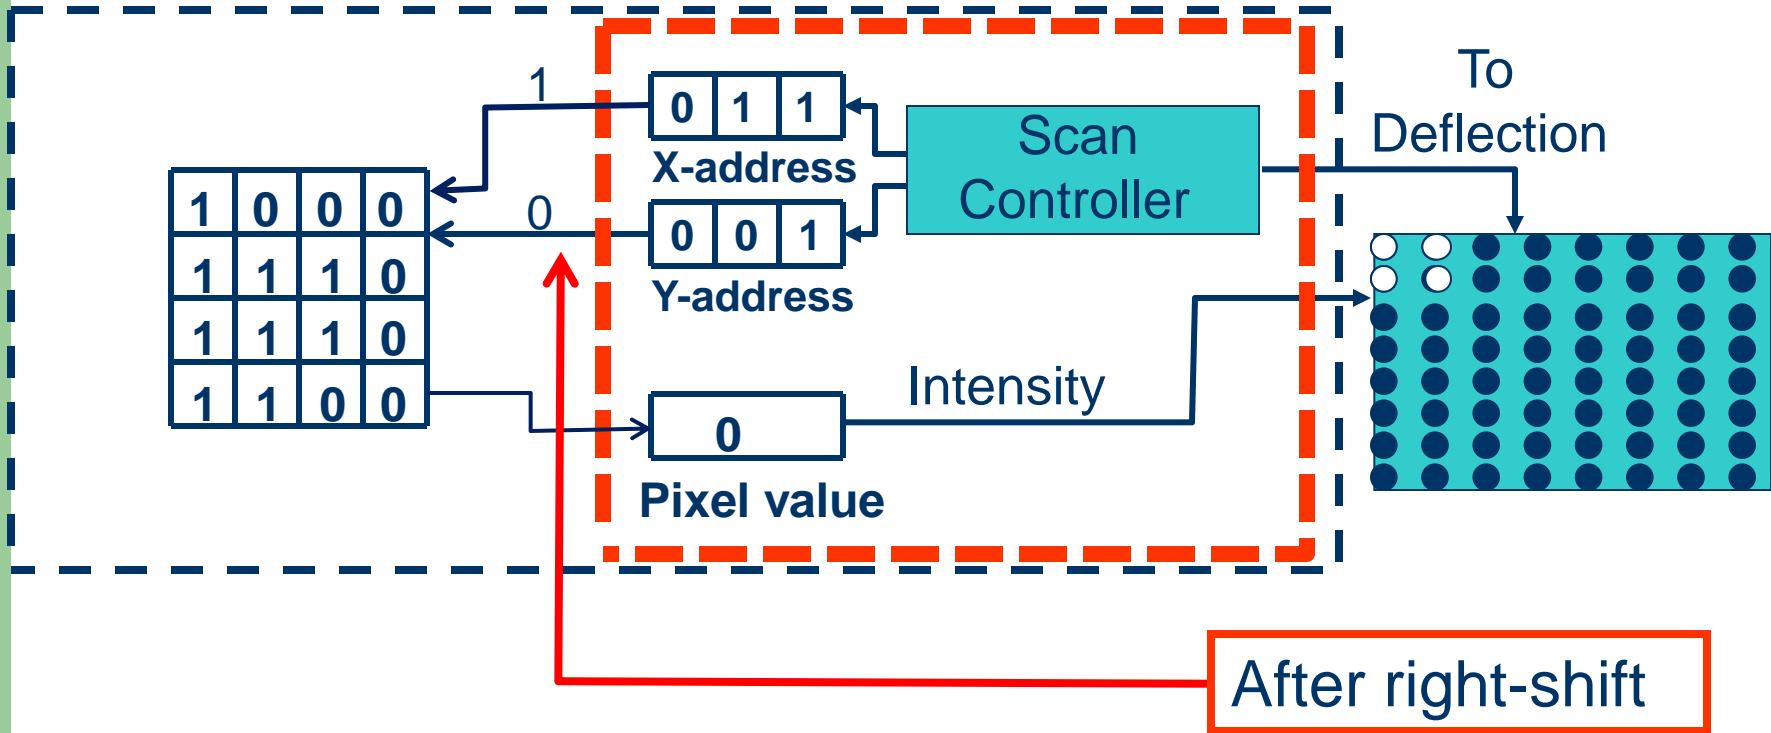 1
0 1 1
X-address
Scan
Controller
To
Deflection
0
0 0 1
Y-address
1 0 0 0
1 1 1 0
1 1 1 0
1 1 0 0
0
Pixel value
Intensity
After right-shift